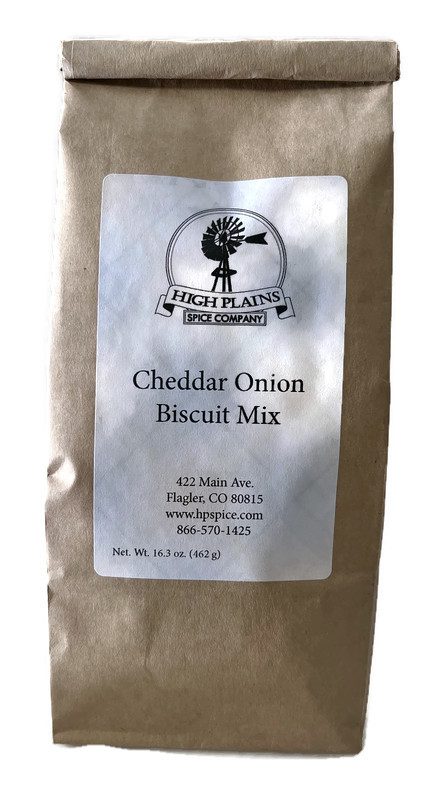 HIGH PLAINS
SPICE COMPANY
Cheddar Onion
Biscuit Mix
422 Main Ave.
Flagler, CO 80815
www.hpspice.com
866-570-1425
Net. Wt. 16.3 oz. (462 g)